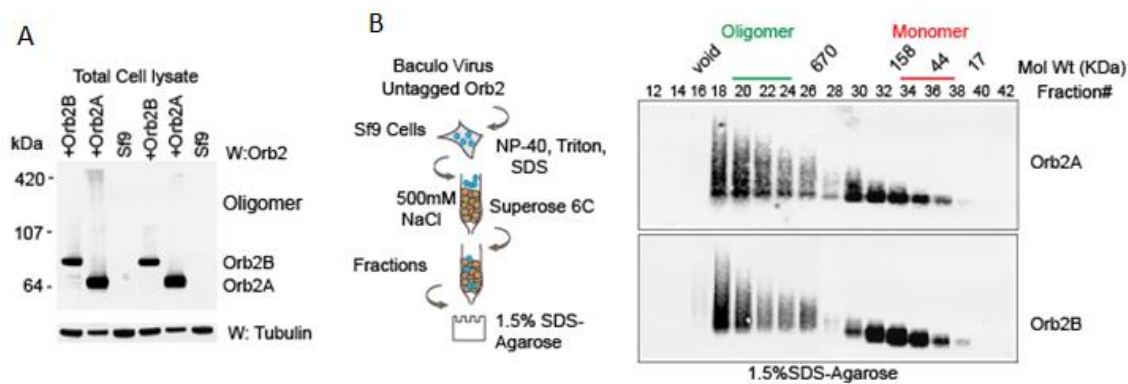 A
Total Cell lysate
kDa
+Orb2B
+Orb2A
Sf9
+Orb2B
+Orb2A
Sf9
W:Orb2
420 -
Oligomer
107 -
Orb2B
64 -
Orb2A
W: Tubulin
B
Baculo Virus
Untagged Orb2
Sf9 Cells
NP-40, Triton,
SDS
500mM
NaCl
Superose 6C
Fractions
1.5% SDS-
Agarose
Oligomer
Monomer
void
670
158
44
17
Mol Wt (KDa)
12 14 16 18 20 22 24 26 28 30 32 34 36 38 40 42
Fraction#
Orb2A
Orb2B
1.5%SDS-Agarose